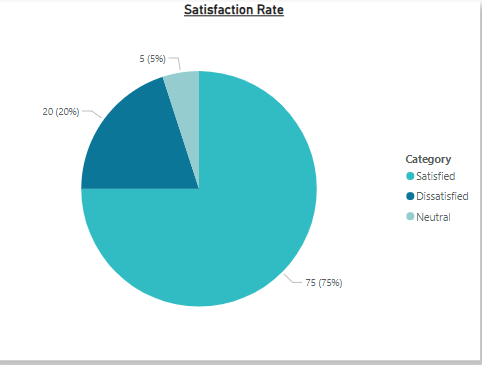 Satisfaction Rate
5 (5%)
20 (20%)
Category
Satisfied
Dissatisfied
Neutral
75 (75%)